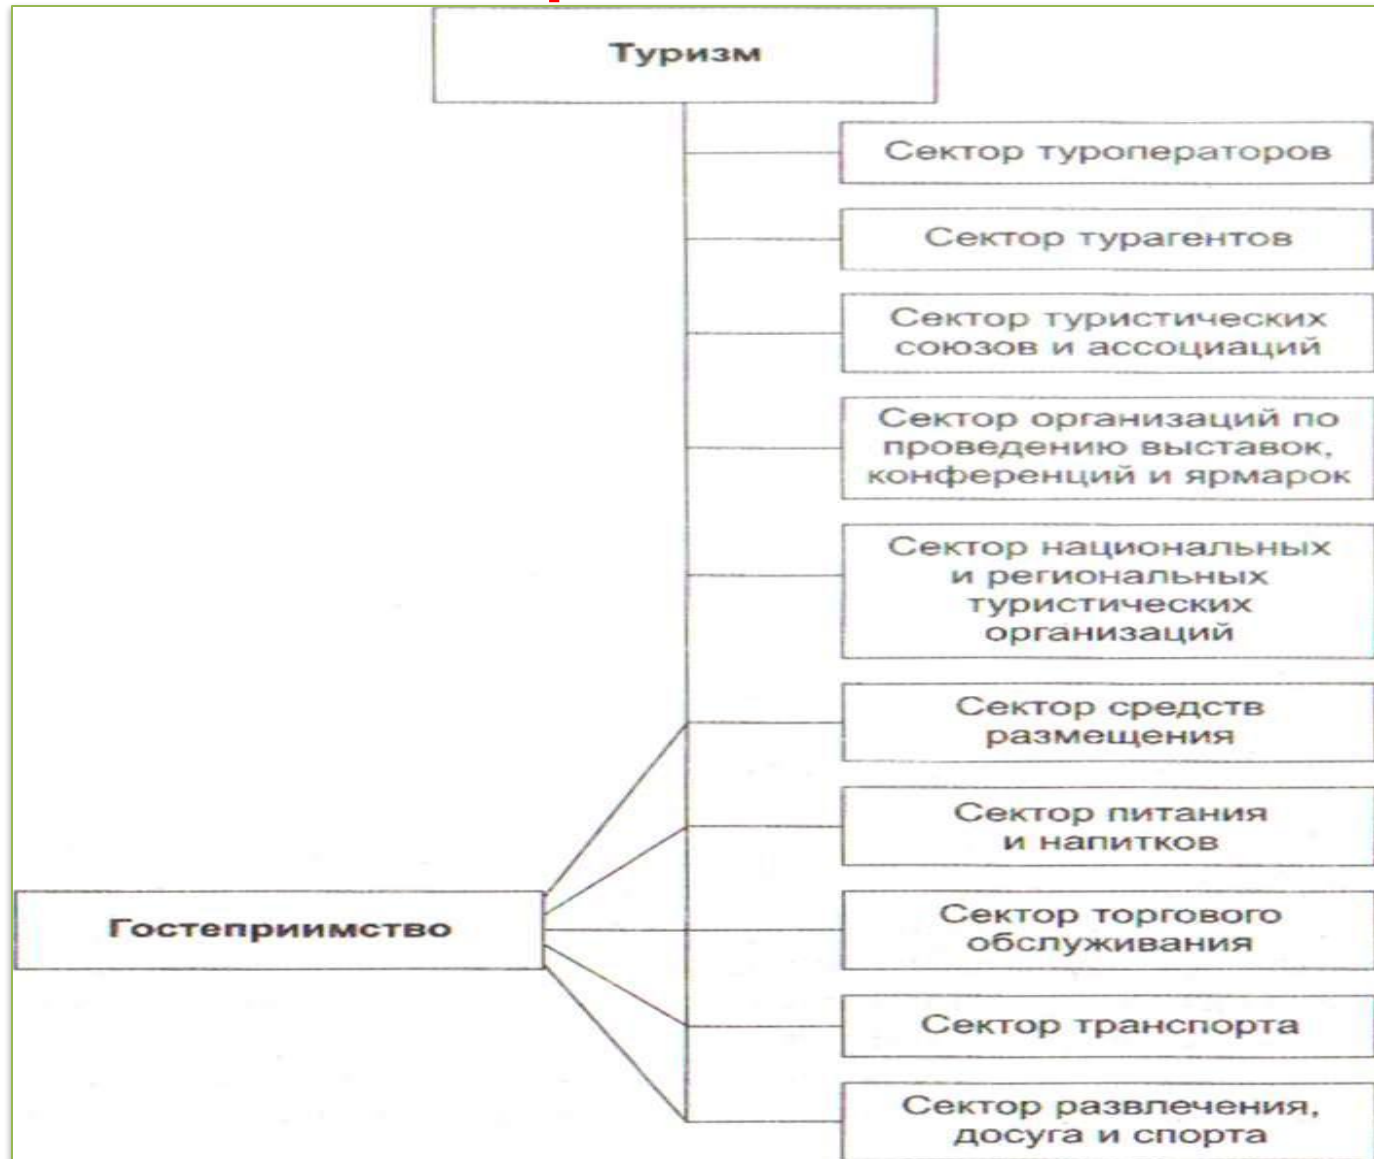 Туризм
Сектор туроператоров
Сектор турагентов
Сектор туристических
союзов и ассоциаций
Сектор организаций по
проведению выставок,
конференций и ярмарок
Сектор национальных
и региональных
туристических
организаций
Сектор средств
размещения
Сектор питания
и напитков
Гостеприимство
Сектор торгового
обслуживания
Сектор транспорта
Сектор развлечения,
досуга и спорта